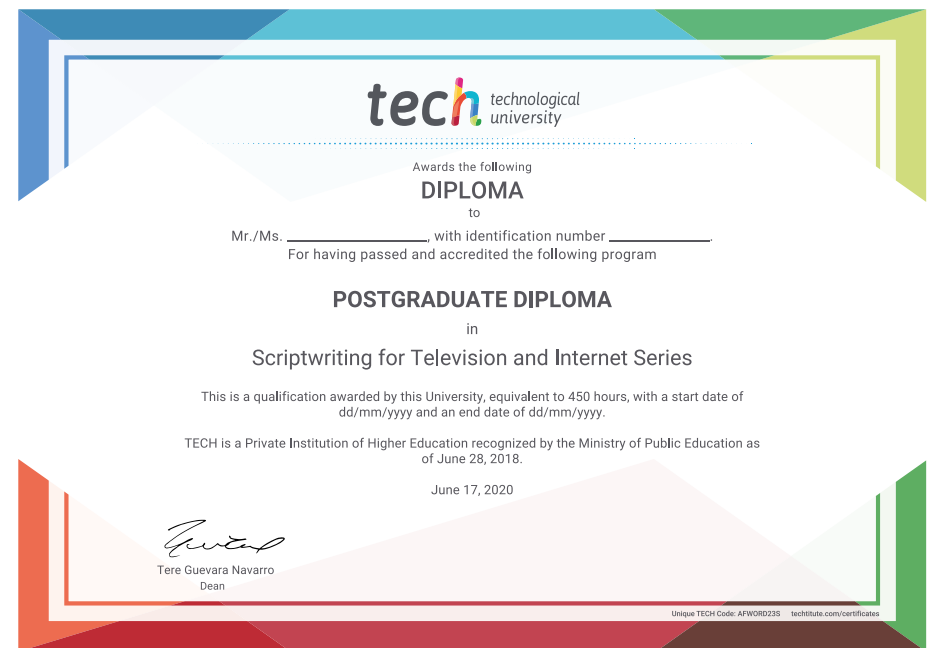 tech technological
university
Awards the following
DIPLOMA
to
Mr./Ms. ____________________, with identification number ______________.
For having passed and accredited the following program
POSTGRADUATE DIPLOMA
in
Scriptwriting for Television and Internet Series
This is a qualification awarded by this University, equivalent to 450 hours, with a start date of
dd/mm/yyyy and an end date of dd/mm/yyyy.
TECH is a Private Institution of Higher Education recognized by the Ministry of Public Education as
of June 28, 2018.
June 17, 2020
Tere Guevara Navarro
Dean
Unique TECH Code: AFWORD23S techtitute.com/certificates